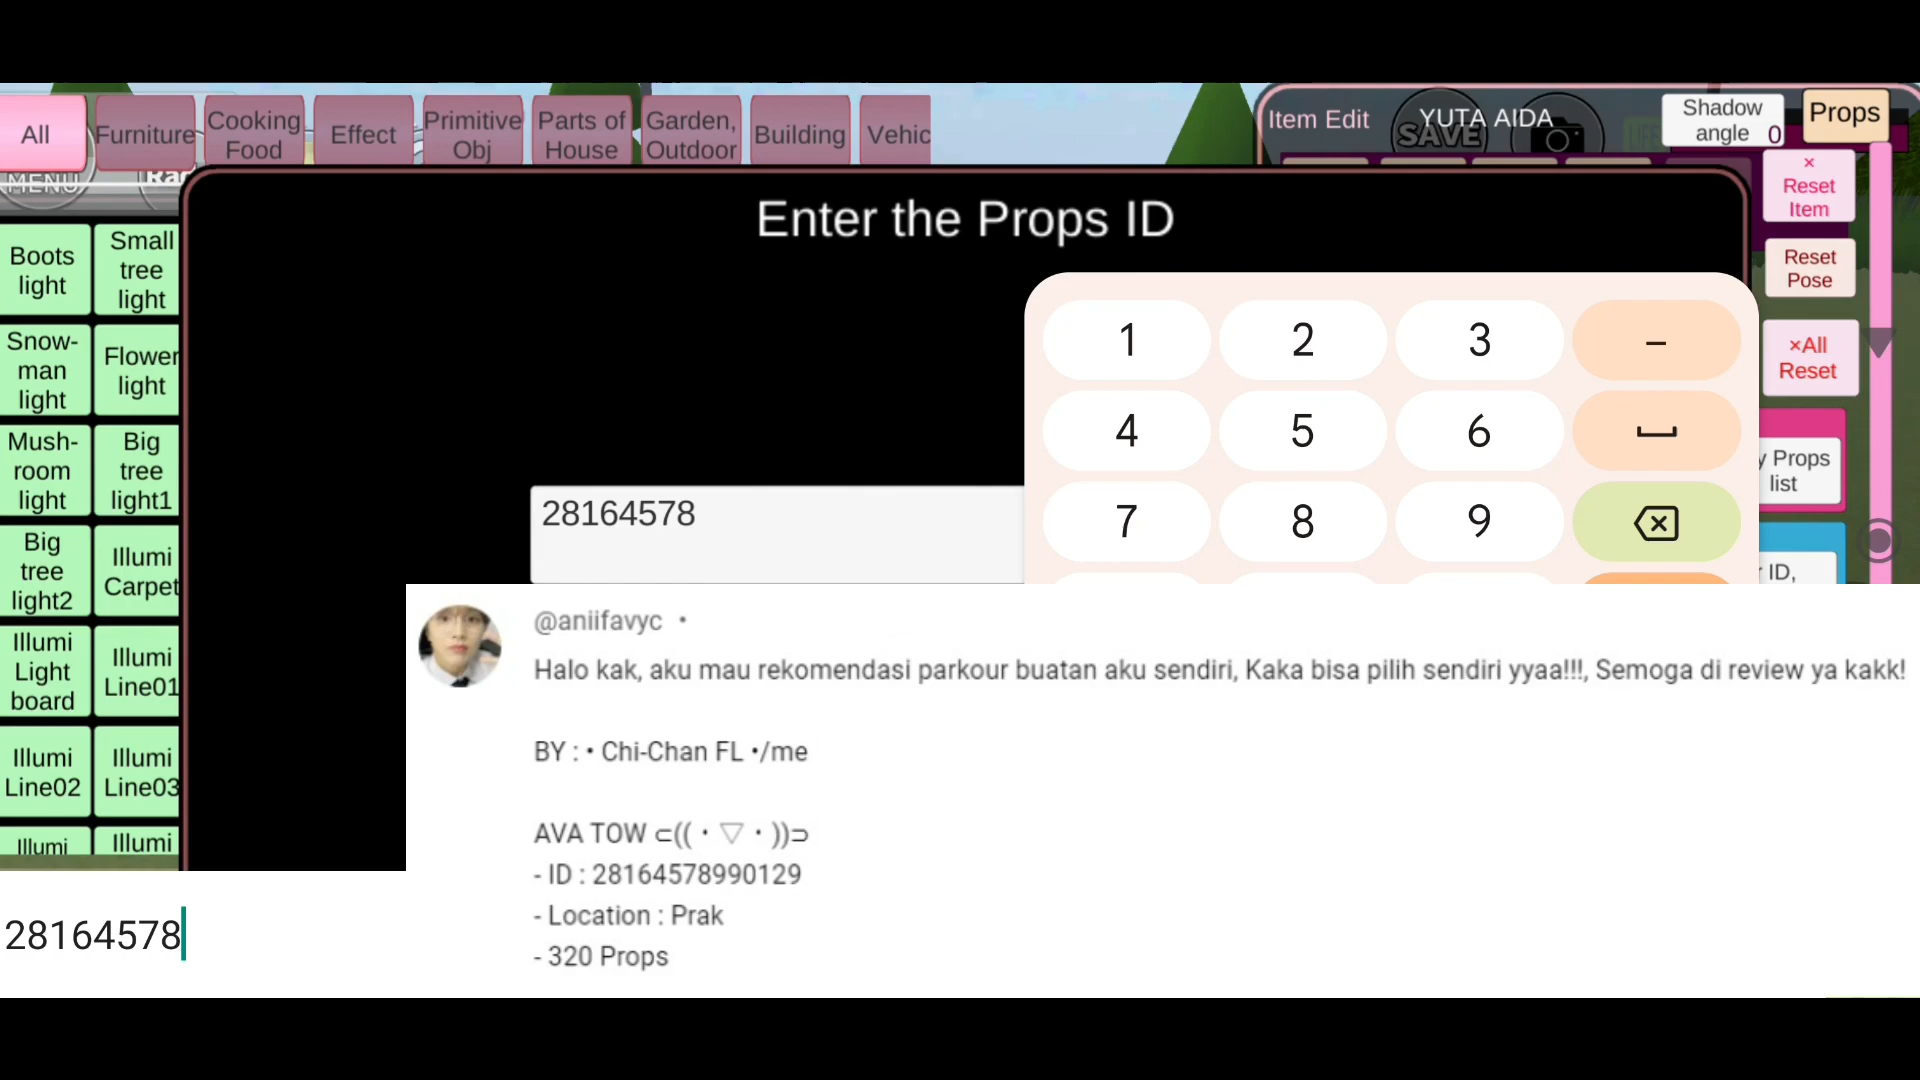 All
Furniture
Cooking
Food
Effect
Primitive
Obj
Parts of
House
Garden,
Outdoor
Building
Vehic
Item Edit
SAVE
YUTA AIDA
Shadow
angle 0
Props
MENU
×
Reset
Item
Reset
Pose
×All
Reset
y Props
list
ID,
Boots
light
Small
tree
light
Snow-
man
light
Flower
light
Mush-
room
light
Big
tree
light1
Big
tree
light2
Illumi
Carpet
Illumi
Light
board
Illumi
Line01
Illumi
Line02
Illumi
Line03
Illumi
Illumi
Enter the Props ID
28164578
1 2 3 –
4 5 6
7 8 9
@aniifavyc •
Halo kak, aku mau rekomendasi parkour buatan aku sendiri, Kaka bisa pilih sendiri yyaa!!!, Semoga di review ya kakk!
BY : • Chi-Chan FL •/me
AVA TOW ⊂((・▽・))⊃
- ID : 28164578990129
- Location : Prak
- 320 Props
28164578